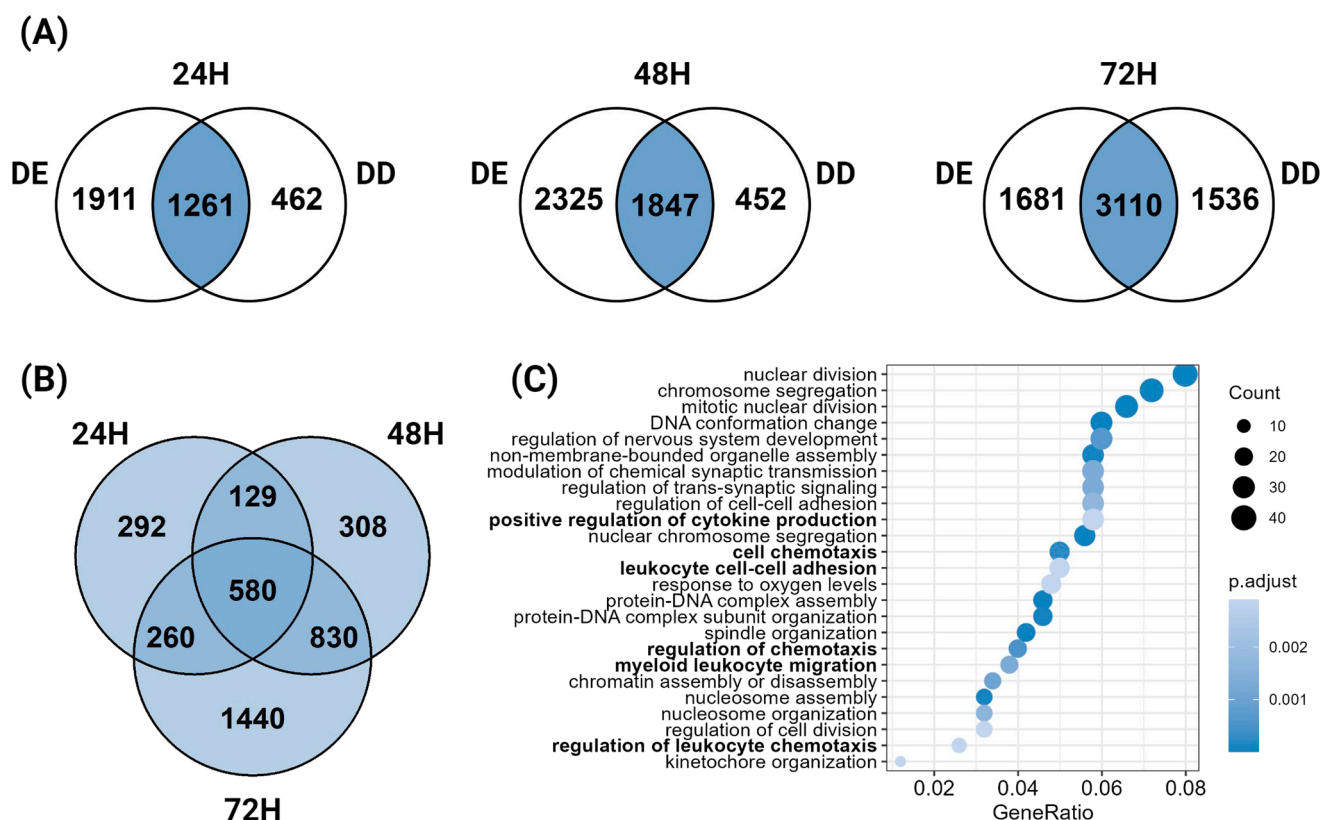 (A)
24H
48H
72H
DE
1911
1261
462
DD
DE
2325
1847
452
DD
DE
1681
3110
1536
DD
(B)
24H
48H
129
292
308
580
260
830
1440
72H
(C)
nuclear division
chromosome segregation
mitotic nuclear division
DNA conformation change
regulation of nervous system development
non-membrane-bounded organelle assembly
modulation of chemical synaptic transmission
regulation of trans-synaptic signaling
regulation of cell-cell adhesion
positive regulation of cytokine production
nuclear chromosome segregation
cell chemotaxis
leukocyte cell-cell adhesion
response to oxygen levels
protein-DNA complex assembly
protein-DNA complex subunit organization
spindle organization
regulation of chemotaxis
myeloid leukocyte migration
chromatin assembly or disassembly
nucleosome assembly
nucleosome organization
regulation of cell division
regulation of leukocyte chemotaxis
kinetochore organization
0.02 0.04 0.06 0.08
GeneRatio
Count
10
20
30
40
p.adjust
0.002
0.001